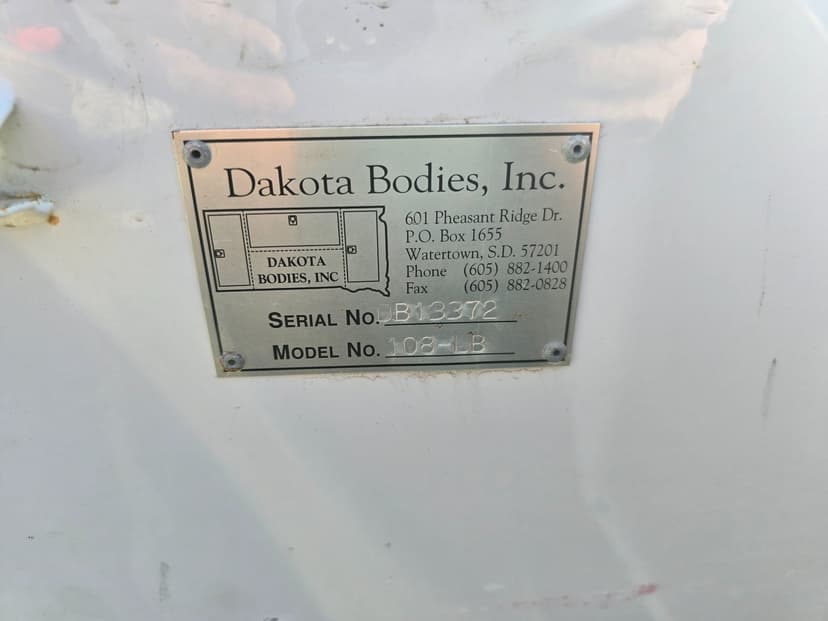 Dakota Bodies, Inc.
DAKOTA
BODIES, INC
601 Pheasant Ridge Dr.
P.O. Box 1655
Watertown, S.D. 57201
Phone (605) 882-1400
Fax (605) 882-0828
SERIAL NO. DB13372
MODEL NO. 108-LB